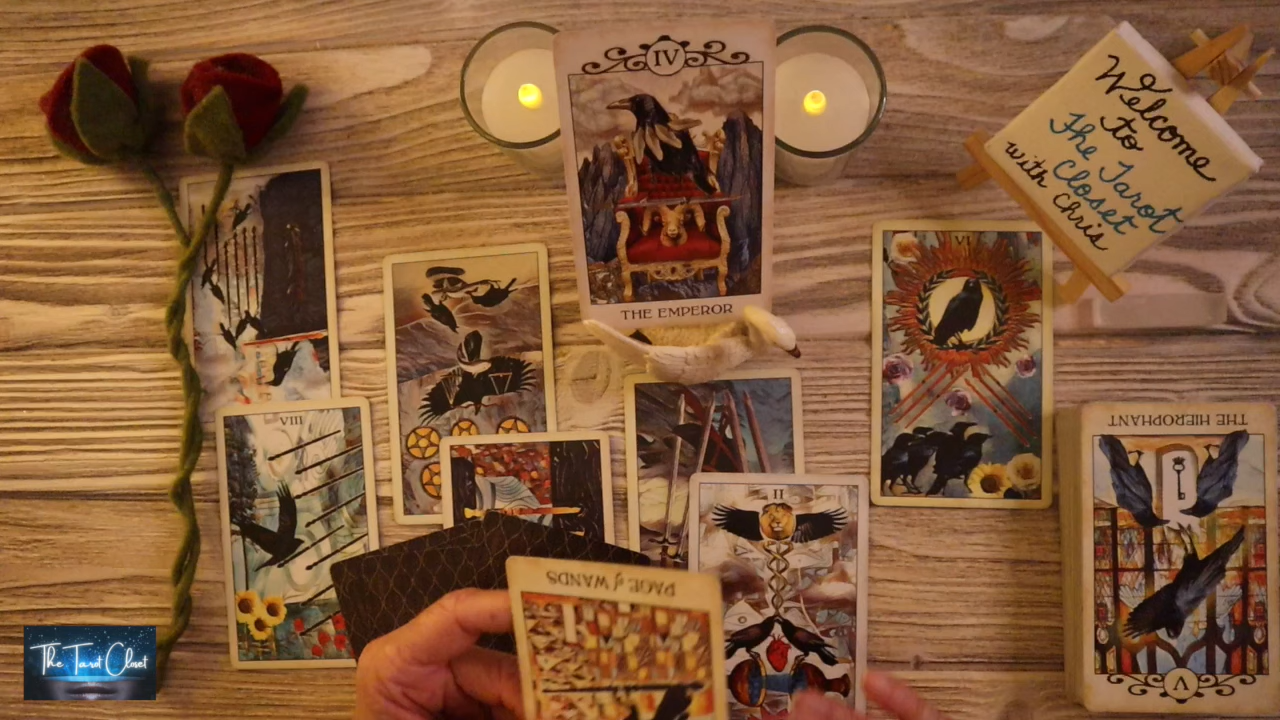 IV
THE EMPEROR
Welcome
to
The Tarot
Closet
with Chris
VI
VIII
II
THE HIEROPHANT
V
PAGE of WANDS
The Tarot Closet